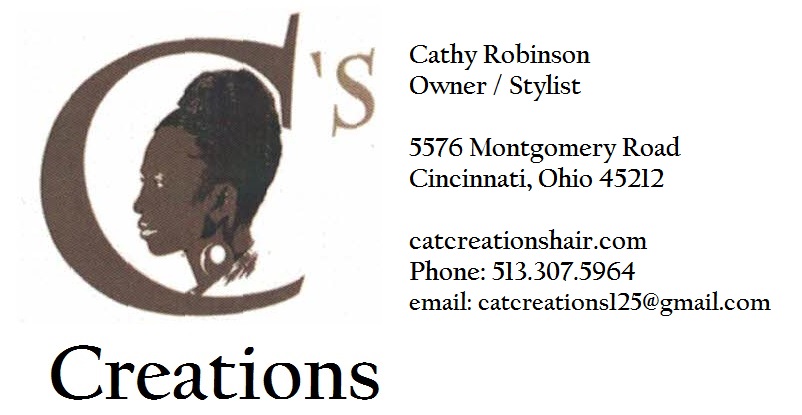 C's
Creations
Cathy Robinson
Owner / Stylist
5576 Montgomery Road
Cincinnati, Ohio 45212
catcreationshair.com
Phone: 513.307.5964
email: catcreations125@gmail.com